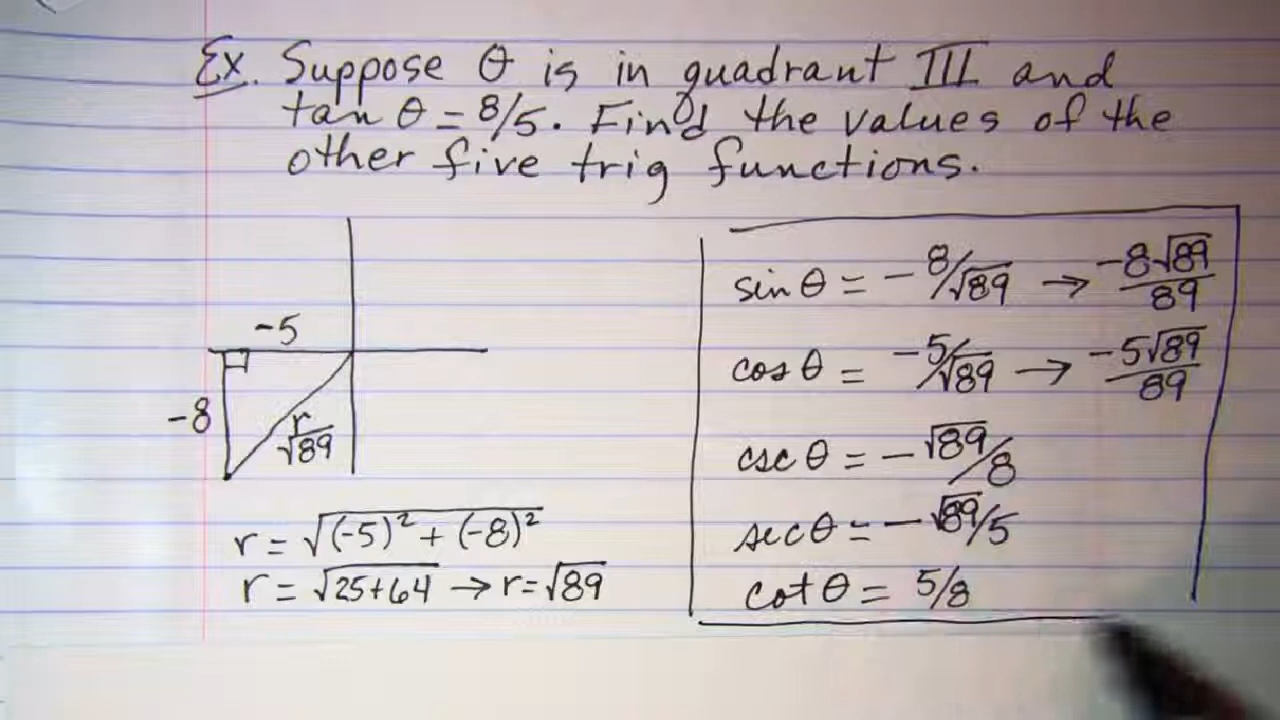 Ex. Suppose θ is in quadrant III and
tan θ = 8/5. Find the values of the
other five trig functions.
-5
-8
r
√89
r = √(-5)² + (-8)²
r = √25+64 → r = √89
sin θ = -8/√89 → -8√89/89
cos θ = -5/√89 → -5√89/89
csc θ = -√89/8
sec θ = -√89/5
cot θ = 5/8